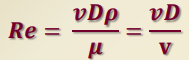 Re = vDρ/μ = vD/v